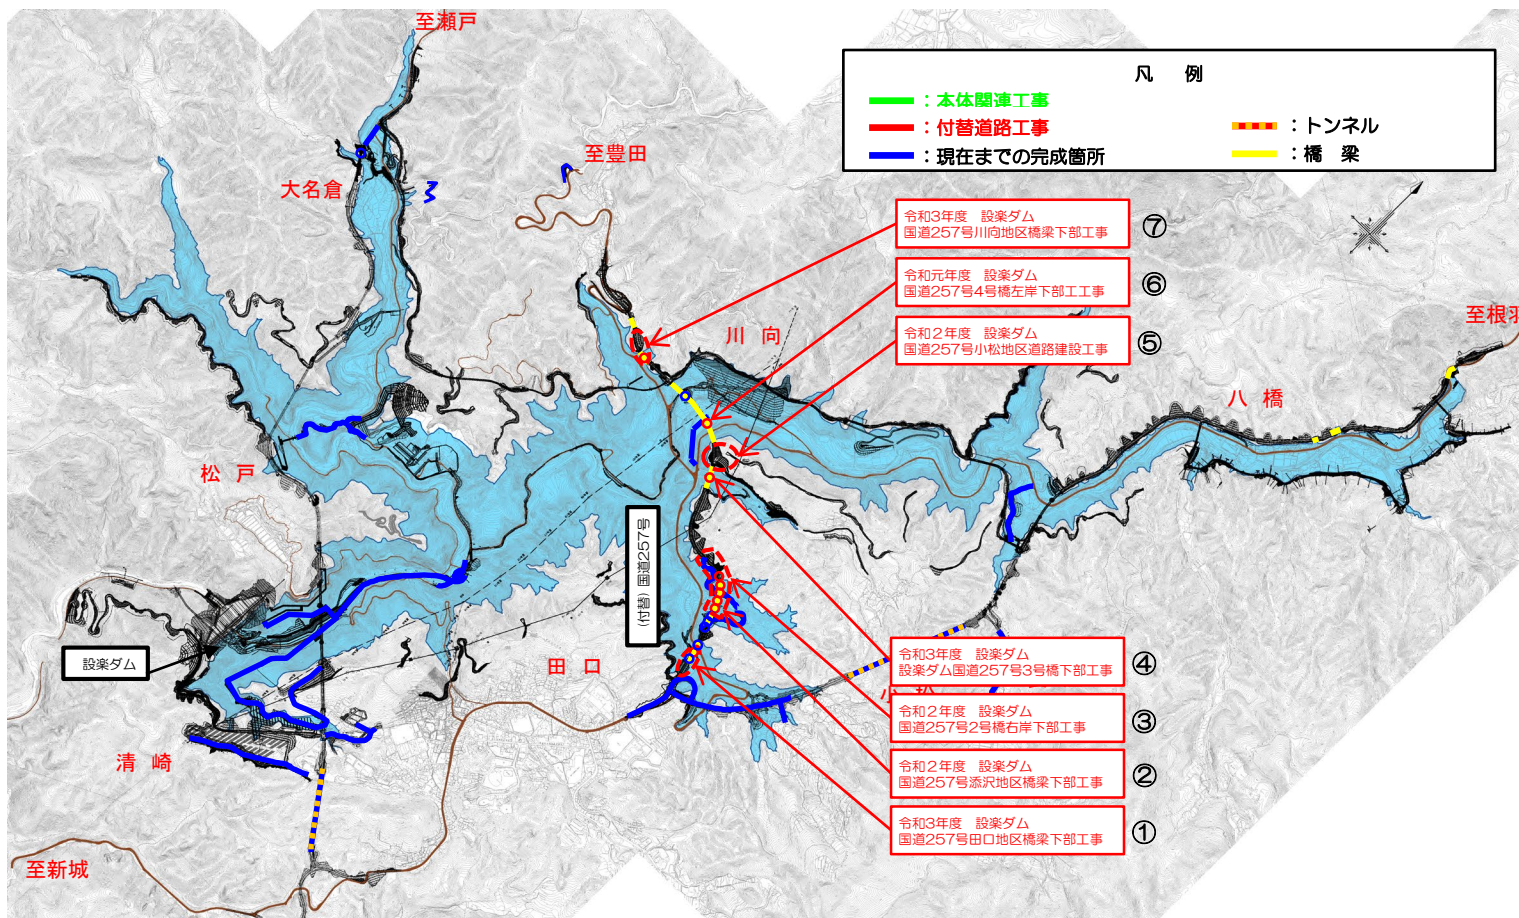 至瀬戸
凡　例
：本体関連工事
：付替道路工事
：トンネル
：現在までの完成箇所
：橋　梁
至豊田
大名倉
令和3年度　設楽ダム
国道257号川向地区橋梁下部工事
⑦
令和元年度　設楽ダム
国道257号4号橋左岸下部工工事
⑥
令和2年度　設楽ダム
国道257号小松地区道路建設工事
⑤
川　向
至根羽
八　橋
松　戸
(付替）国道257号
設楽ダム
田　口
令和3年度　設楽ダム
設楽ダム国道257号3号橋下部工事
④
令和2年度　設楽ダム
国道257号2号橋右岸下部工事
③
令和2年度　設楽ダム
国道257号添沢地区橋梁下部工事
②
令和3年度　設楽ダム
国道257号田口地区橋梁下部工事
①
清　崎
至新城